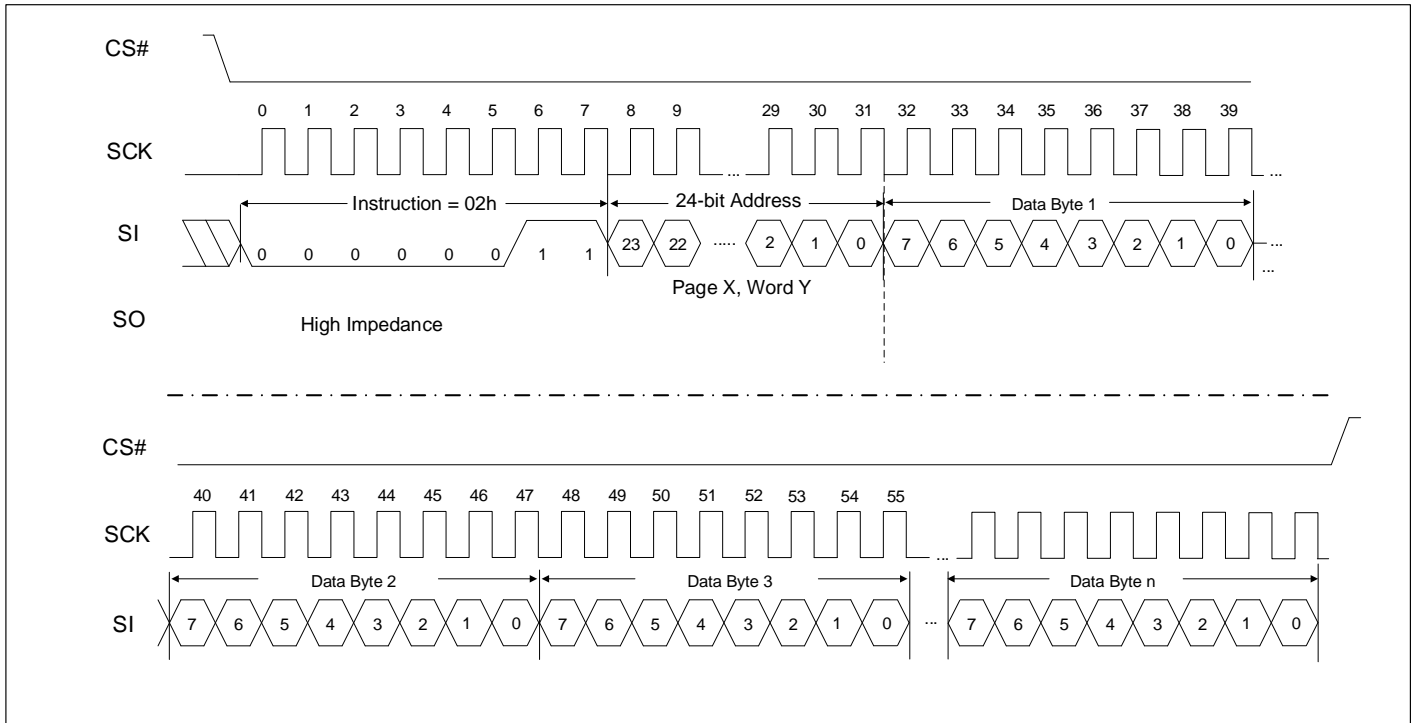 CS#
0 1 2 3 4 5 6 7 8 9 29 30 31 32 33 34 35 36 37 38 39
SCK ... ...
Instruction = 02h 24-bit Address Data Byte 1
SI 0 0 0 0 0 0 1 1 23 22 ..... 2 1 0 7 6 5 4 3 2 1 0 ...
...
Page X, Word Y
SO
High Impedance
CS#
40 41 42 43 44 45 46 47 48 49 50 51 52 53 54 55
SCK ...
Data Byte 2 Data Byte 3 Data Byte n
SI 7 6 5 4 3 2 1 0 7 6 5 4 3 2 1 0 ... 7 6 5 4 3 2 1 0